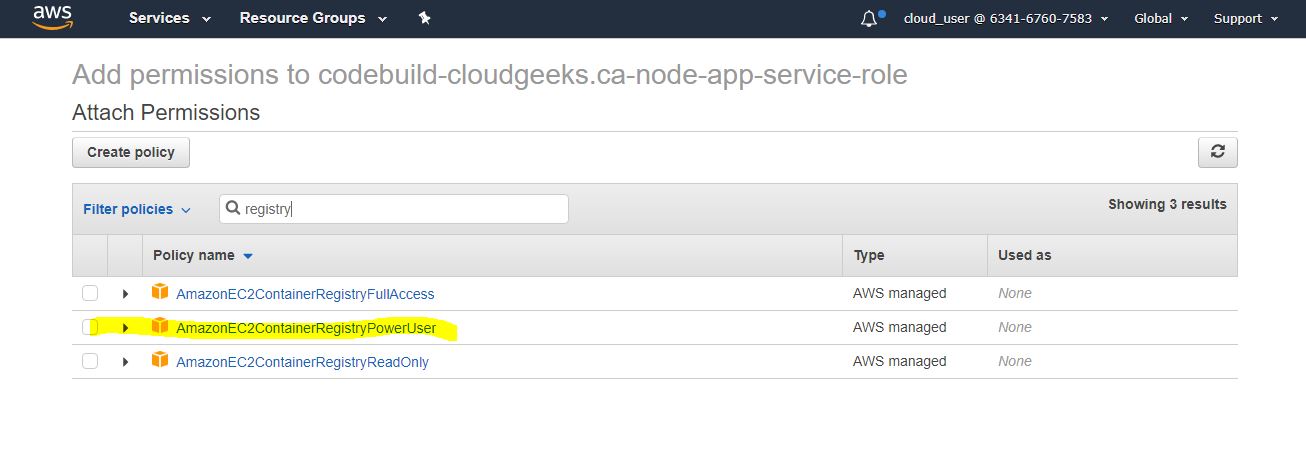 aws Services Resource Groups cloud_user @ 6341-6760-7583 Global Support
Add permissions to codebuild-cloudgeeks.ca-node-app-service-role
Attach Permissions
Create policy
Filter policies registry Showing 3 results
Policy name Type Used as
AmazonEC2ContainerRegistryFullAccess AWS managed None
AmazonEC2ContainerRegistryPowerUser AWS managed None
AmazonEC2ContainerRegistryReadOnly AWS managed None